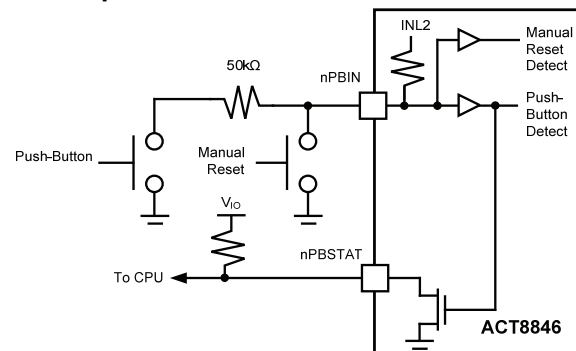 INL2
Manual
Reset
Detect
50kΩ
nPBIN
Push-
Button
Detect
Push-Button
Manual
Reset
VIO
nPBSTAT
To CPU
ACT8846